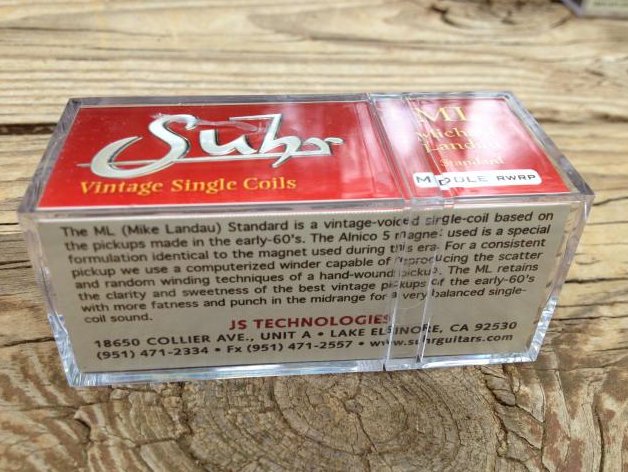 Suhr
Vintage Single Coils
ML
Michael
Landau
Standard
MIDDLE RWRP
The ML (Mike Landau) Standard is a vintage-voiced single-coil based on
the pickups made in the early-60's. The Alnico 5 magnet used is a special
formulation identical to the magnet used during this era. For a consistent
pickup we use a computerized winder capable of reproducing the scatter
and random winding techniques of a hand-wound pickup. The ML retains
the clarity and sweetness of the best vintage pickups of the early-60's
with more fatness and punch in the midrange for a very balanced single-
coil sound.
JS TECHNOLOGIES
18650 COLLIER AVE., UNIT A • LAKE ELSINORE, CA 92530
(951) 471-2334 • Fx (951) 471-2557 • www.suhrguitars.com